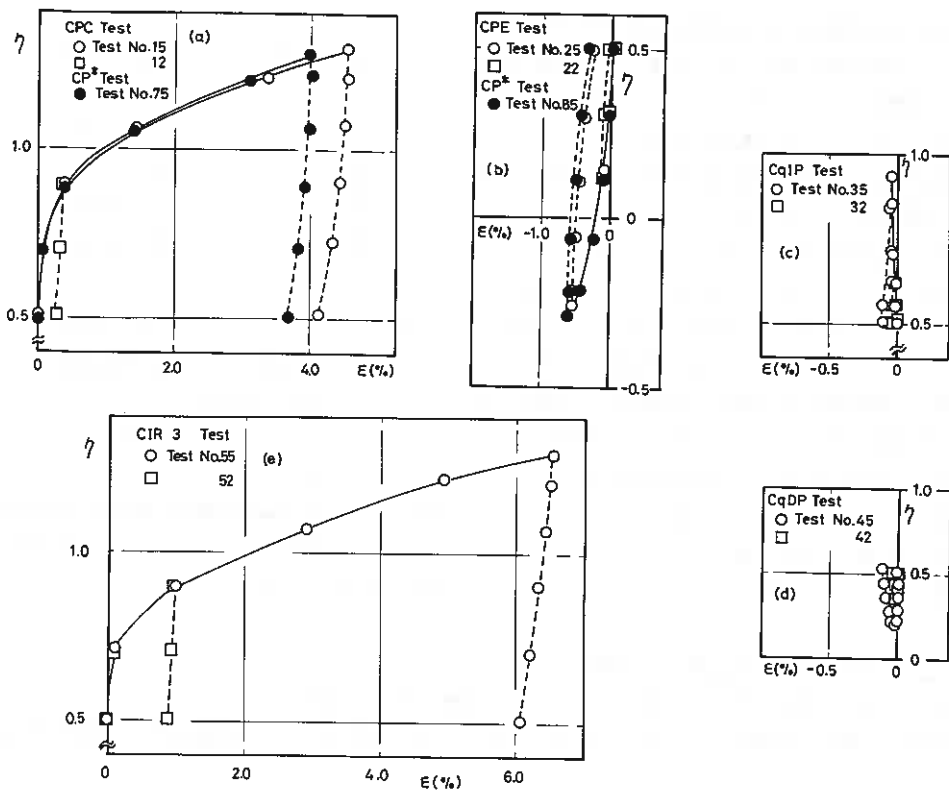 η
CPC Test
(a)
○ Test No.15
□ 12
CP* Test
● Test No.75
1.0
0.5
0
2.0
4.0
ε(%)
CPE Test
○ Test No.25
□ 22
CP* Test
● Test No.85
(b)
0.5
η
ε(%) -1.0
0
0
-0.5
Cq1P Test
○ Test No.35
□ 32
(c)
1.0
η
0.5
ε(%) -0.5
0
η
CIR 3 Test
○ Test No.55
□ 52
(e)
1.0
0.5
0
2.0
ε(%)
4.0
6.0
CqDP Test
○ Test No.45
□ 42
(d)
1.0
η
0.5
0
ε(%) -0.5
0